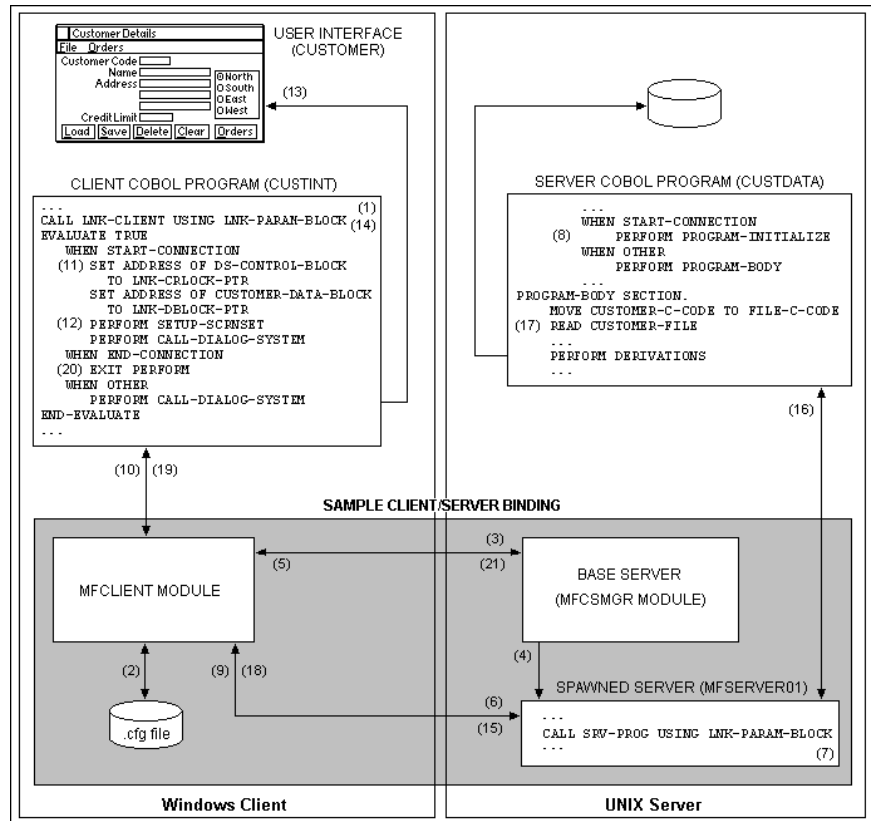 Customer Details
File Orders
Customer Code
Name
Address
North
South
East
West
Credit Limit
Load Save Delete Clear Orders
USER INTERFACE
(CUSTOMER)
(13)
CLIENT COBOL PROGRAM (CUSTINT)
... (1)
CALL LNK-CLIENT USING LNK-PARAM-BLOCK
(14)
EVALUATE TRUE
WHEN START-CONNECTION
(11) SET ADDRESS OF DS-CONTROL-BLOCK
TO LNK-CRLOCK-PTR
SET ADDRESS OF CUSTOMER-DATA-BLOCK
TO LNK-DBLOCK-PTR
(12) PERFORM SETUP-SCRNSET
PERFORM CALL-DIALOG-SYSTEM
WHEN END-CONNECTION
(20) EXIT PERFORM
WHEN OTHER
PERFORM CALL-DIALOG-SYSTEM
END-EVALUATE
...
SERVER COBOL PROGRAM (CUSTDATA)
...
WHEN START-CONNECTION
(8) PERFORM PROGRAM-INITIALIZE
WHEN OTHER
PERFORM PROGRAM-BODY
...
PROGRAM-BODY SECTION.
MOVE CUSTOMER-C-CODE TO FILE-C-CODE
(17) READ CUSTOMER-FILE
...
PERFORM DERIVATIONS
...
(16)
(10) (19)
SAMPLE CLIENT/SERVER BINDING
MFCLIENT MODULE
(5)
(3)
(21)
BASE SERVER
(MFCSMGR MODULE)
(2)
(9) (18)
(4)
.cfg file
(6)
(15)
SPAWNED SERVER (MFSERVER01)
...
CALL SRV-PROG USING LNK-PARAM-BLOCK
...
(7)
Windows Client
UNIX Server